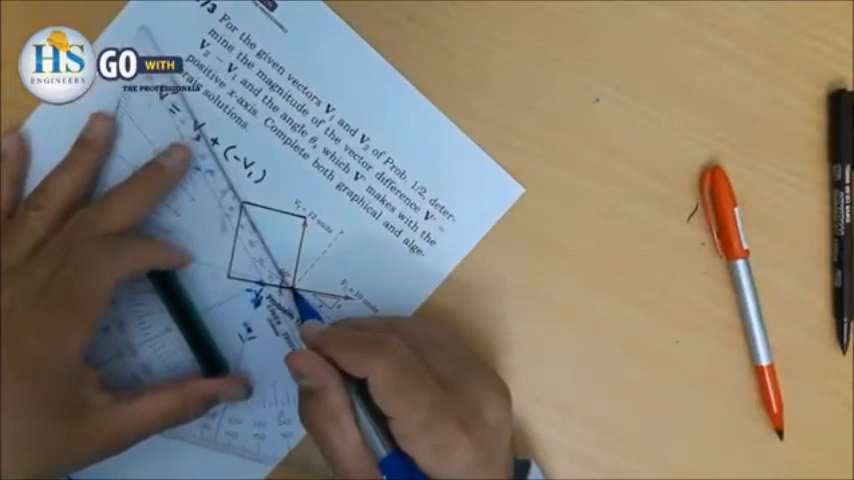 HS
ENGINEERS
GO WITH
THE PROFESSIONALS
1/3 For the given vectors V₁ and V₂ of Prob. 1/2, deter-
mine the magnitude of the vector difference V' =
V₂ − V₁ and the angle θₓ which V' makes with the
positive x-axis. Complete both graphical and alge-
braic solutions.
= V₂ + (-V₁)
V₂ = 12 units
V₁ = 10 units